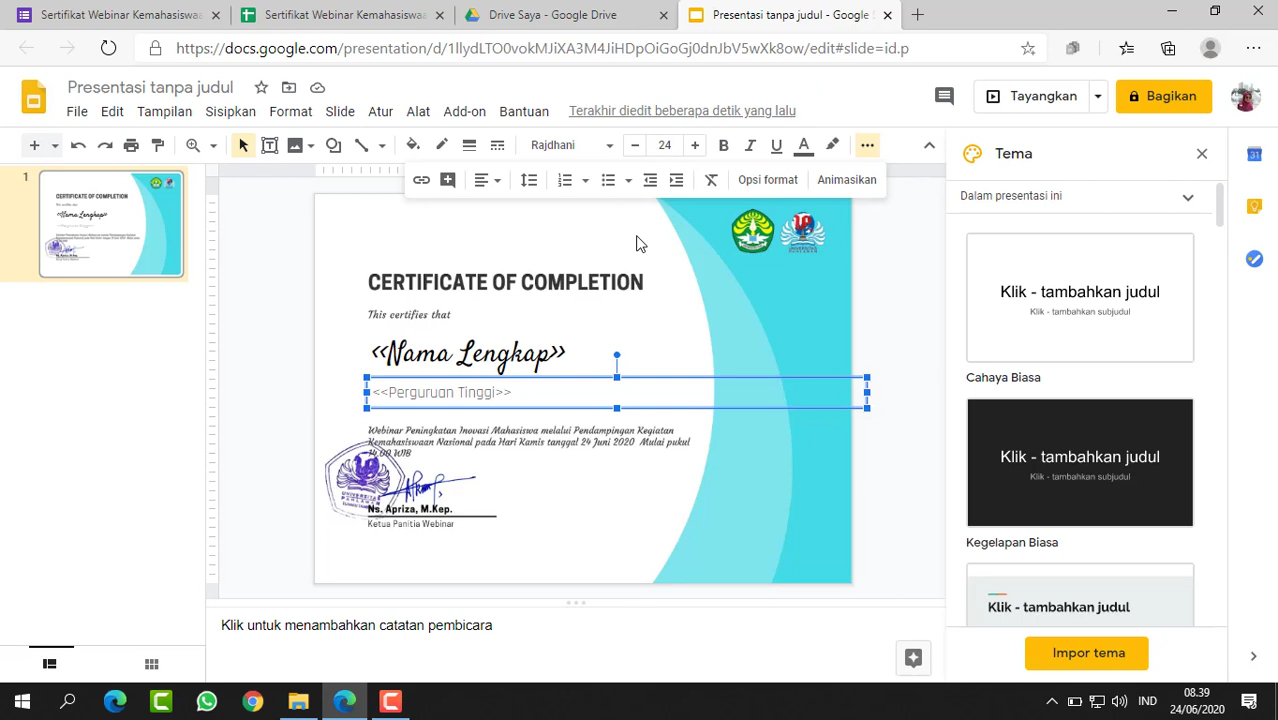 Sertifikat Webinar Kemahasiswaa
Sertifikat Webinar Kemahasiswaa
Drive Saya - Google Drive
Presentasi tanpa judul - Google S
https://docs.google.com/presentation/d/1llydLTO0vokMJiXA3M4JiHDpOiGoGj0dnJbV5wXk8ow/edit#slide=id.p
Presentasi tanpa judul
File Edit Tampilan Sisipkan Format Slide Atur Alat Add-on Bantuan
Terakhir diedit beberapa detik yang lalu
Tayangkan
Bagikan
Rajdhani
24
B I U A
Opsi format
Animasikan
Tema
Dalam presentasi ini
1
CERTIFICATE OF COMPLETION
This certifies that
<<Nama Lengkap>>
<<Perguruan Tinggi>>
Webinar Peningkatan Inovasi Mahasiswa melalui Pendampingan Kegiatan
Kemahasiswaan Nasional pada Hari Kamis tanggal 24 Juni 2020 Mulai pukul
14.00 WIB
Ns. Apriza, M.Kep.
Ketua Panitia Webinar
Klik - tambahkan judul
Klik - tambahkan subjudul
Cahaya Biasa
Klik - tambahkan judul
Klik - tambahkan subjudul
Kegelapan Biasa
Klik - tambahkan judul
Impor tema
Klik untuk menambahkan catatan pembicara
IND
08.39
24/06/2020